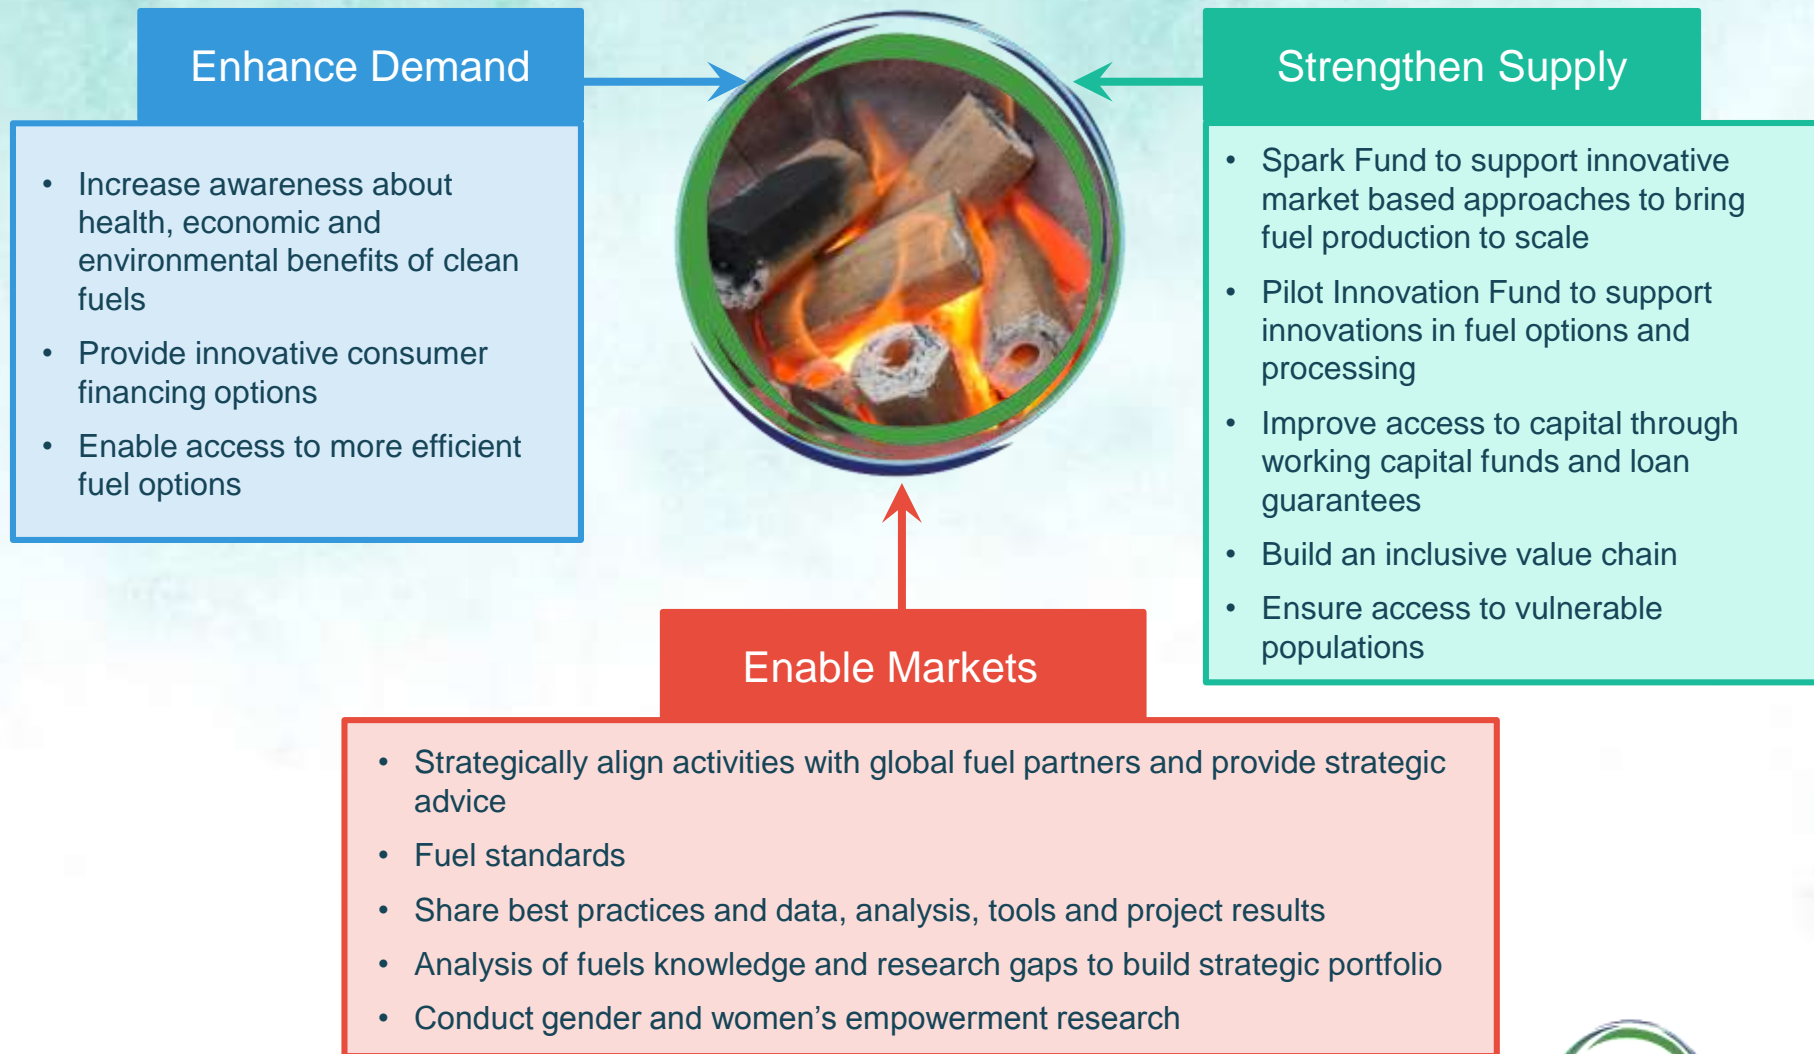 Enhance Demand
• Increase awareness about
health, economic and
environmental benefits of clean
fuels
• Provide innovative consumer
financing options
• Enable access to more efficient
fuel options
Strengthen Supply
• Spark Fund to support innovative
market based approaches to bring
fuel production to scale
• Pilot Innovation Fund to support
innovations in fuel options and
processing
• Improve access to capital through
working capital funds and loan
guarantees
• Build an inclusive value chain
• Ensure access to vulnerable
populations
Enable Markets
• Strategically align activities with global fuel partners and provide strategic
advice
• Fuel standards
• Share best practices and data, analysis, tools and project results
• Analysis of fuels knowledge and research gaps to build strategic portfolio
• Conduct gender and women’s empowerment research